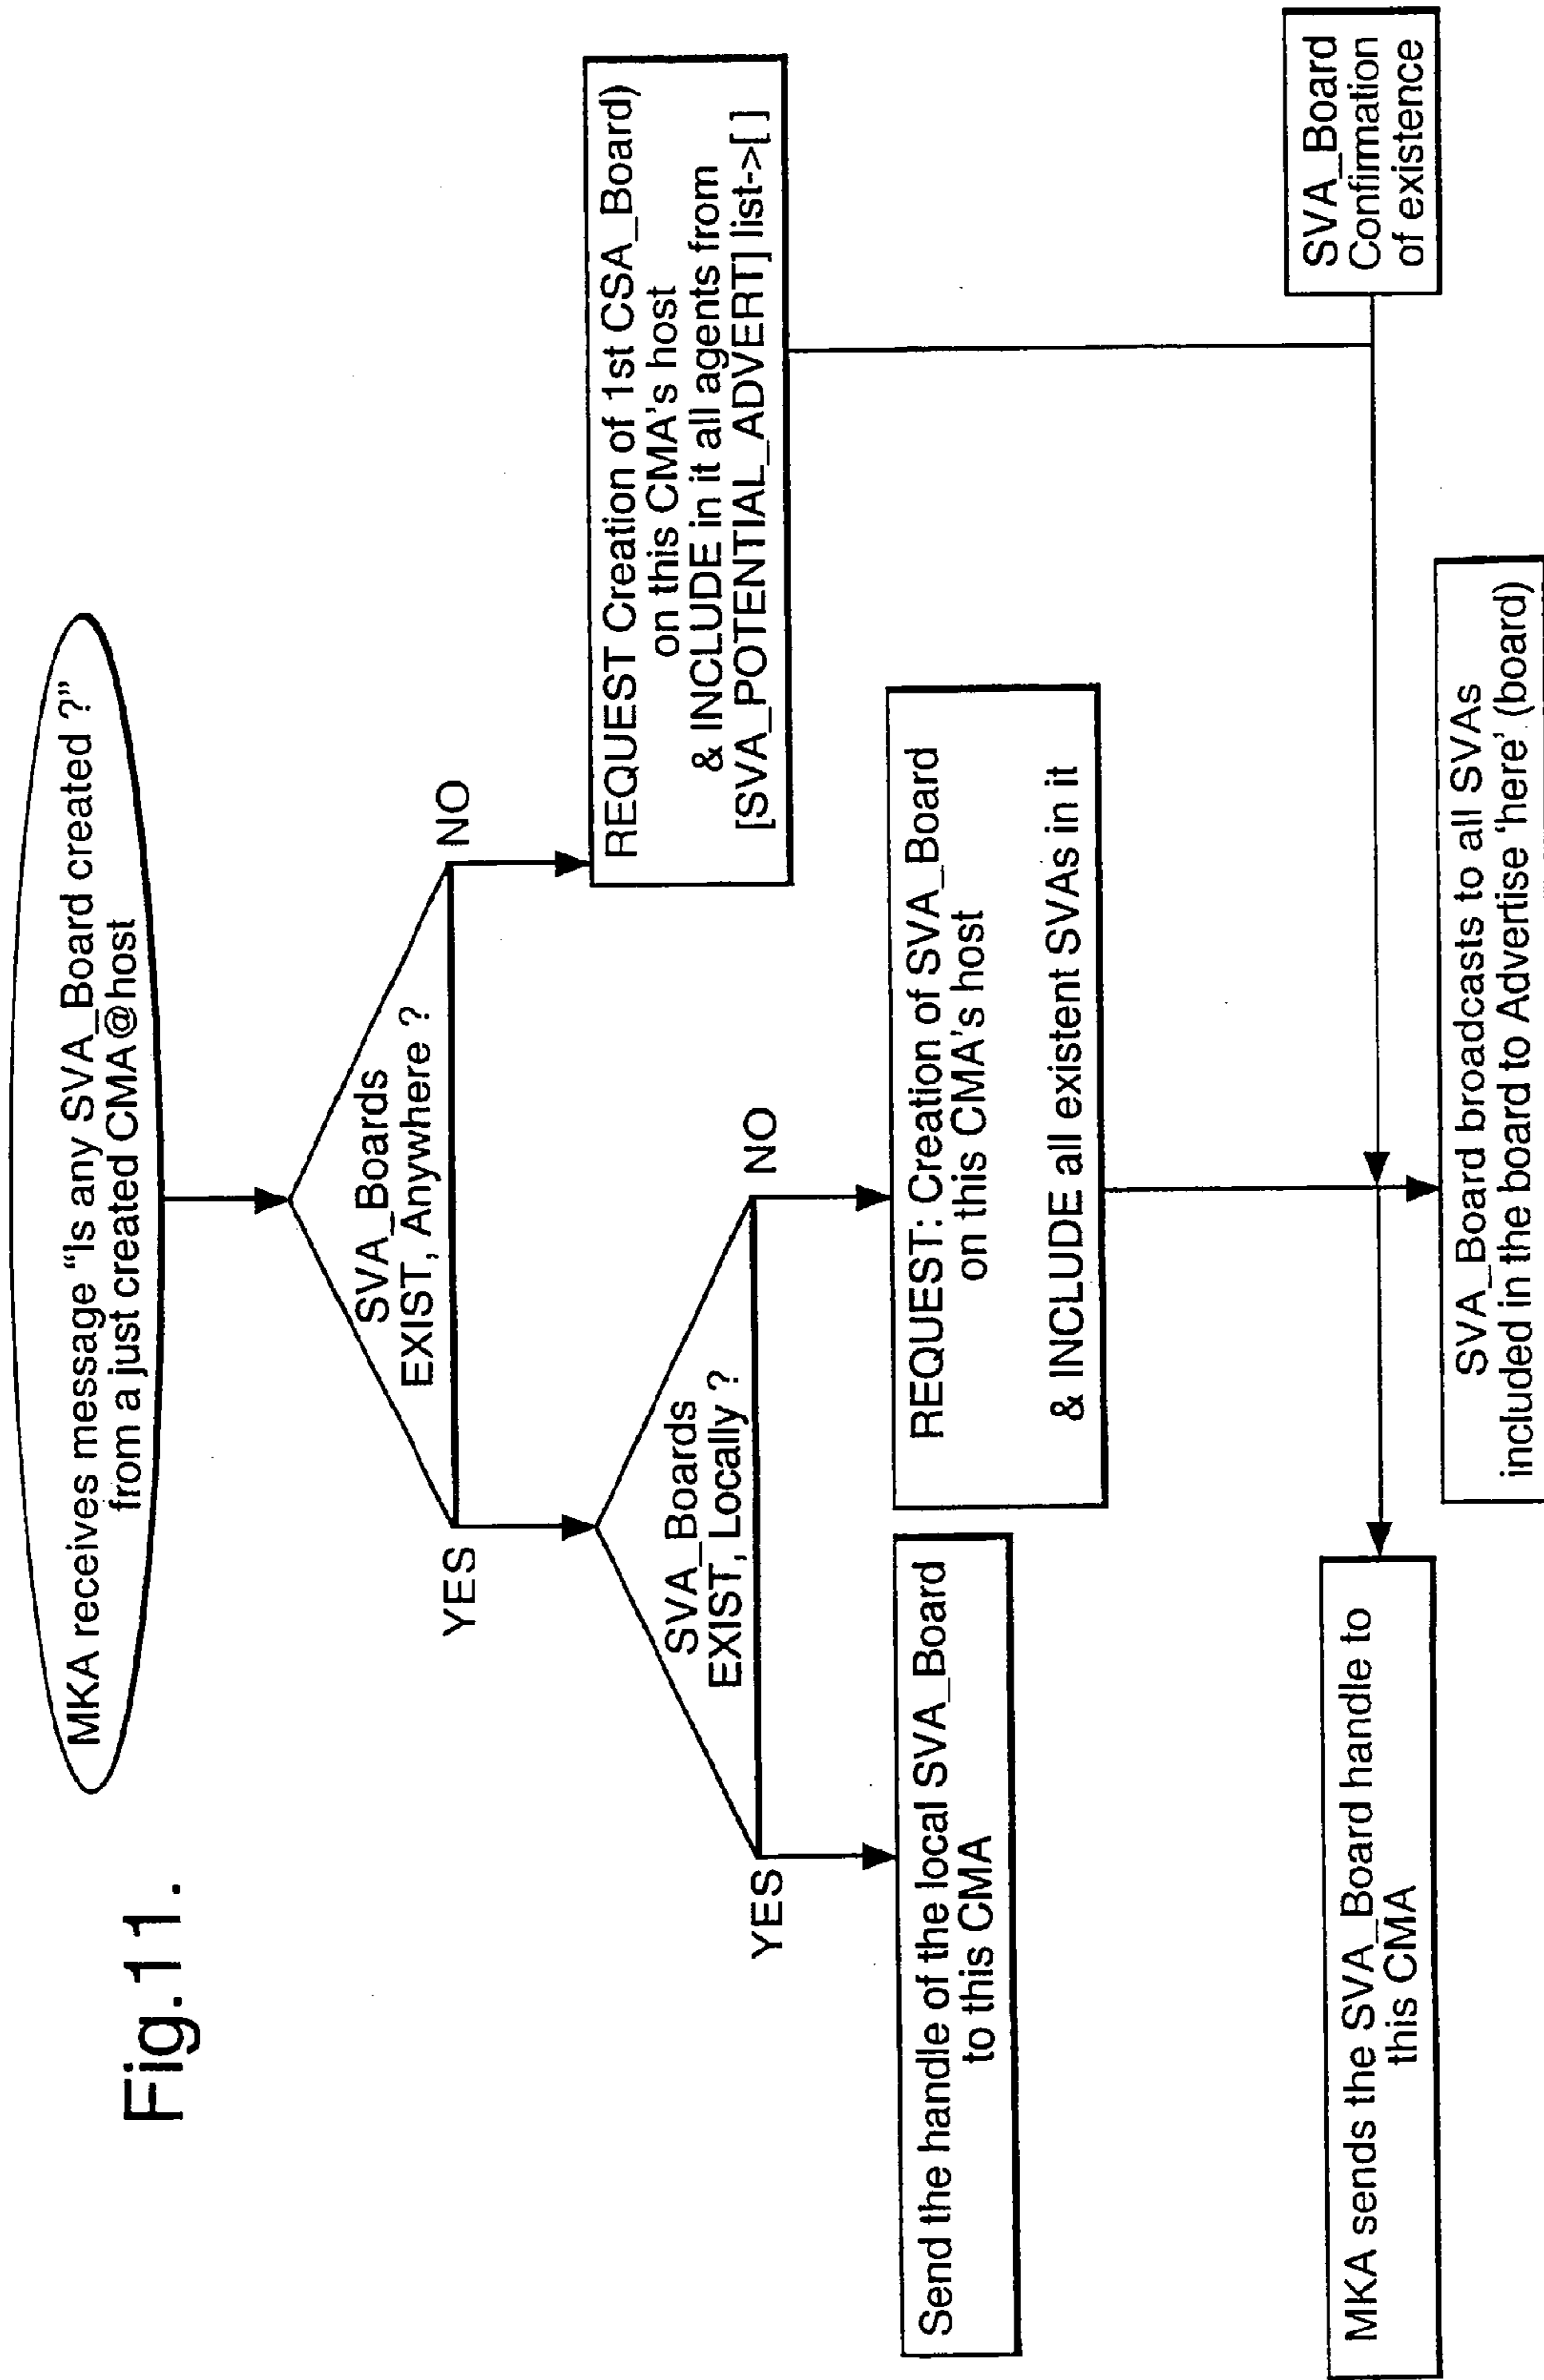 Fig.11.
MKA receives message "Is any SVA_Board created ?"
from a just created CMA@host
SVA_Boards
EXIST, Anywhere ?
YES
NO
SVA_Boards
EXIST, Locally ?
YES
NO
REQUEST Creation of 1st CSA_Board)
on this CMA's host
& INCLUDE in it all agents from
[SVA_POTENTIAL_ADVERT] list->[ ]
Send the handle of the local SVA_Board
to this CMA
REQUEST: Creation of SVA_Board
on this CMA's host
& INCLUDE all existent SVAs in it
SVA_Board
Confirmation
of existence
MKA sends the SVA_Board handle to
this CMA
SVA_Board broadcasts to all SVAs
included in the board to Advertise 'here' (board)